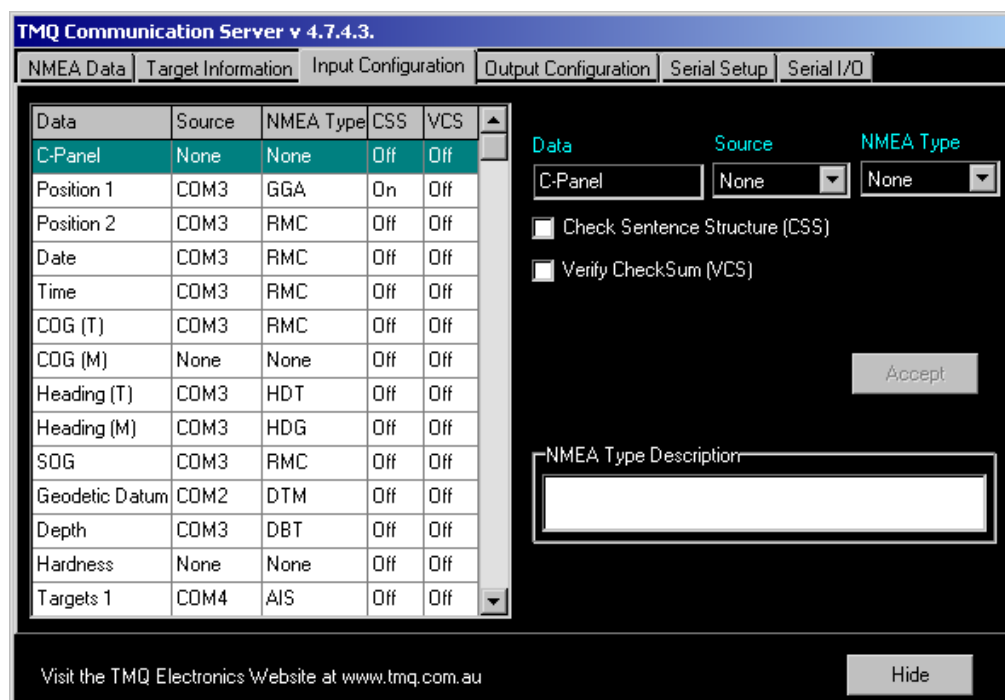 TMQ Communication Server v 4.7.4.3.
NMEA Data Target Information Input Configuration Output Configuration Serial Setup Serial I/O
Data Source NMEA Type CSS VCS
C-Panel None None Off Off
Position 1 COM3 GGA On Off
Position 2 COM3 RMC Off Off
Date COM3 RMC Off Off
Time COM3 RMC Off Off
COG (T) COM3 RMC Off Off
COG (M) None None Off Off
Heading (T) COM3 HDT Off Off
Heading (M) COM3 HDG Off Off
SOG COM3 RMC Off Off
Geodetic Datum COM2 DTM Off Off
Depth COM3 DBT Off Off
Hardness None None Off Off
Targets 1 COM4 AIS Off Off
Data Source NMEA Type
C-Panel None None
Check Sentence Structure (CSS)
Verify CheckSum (VCS)
Accept
NMEA Type Description
Visit the TMQ Electronics Website at www.tmq.com.au
Hide